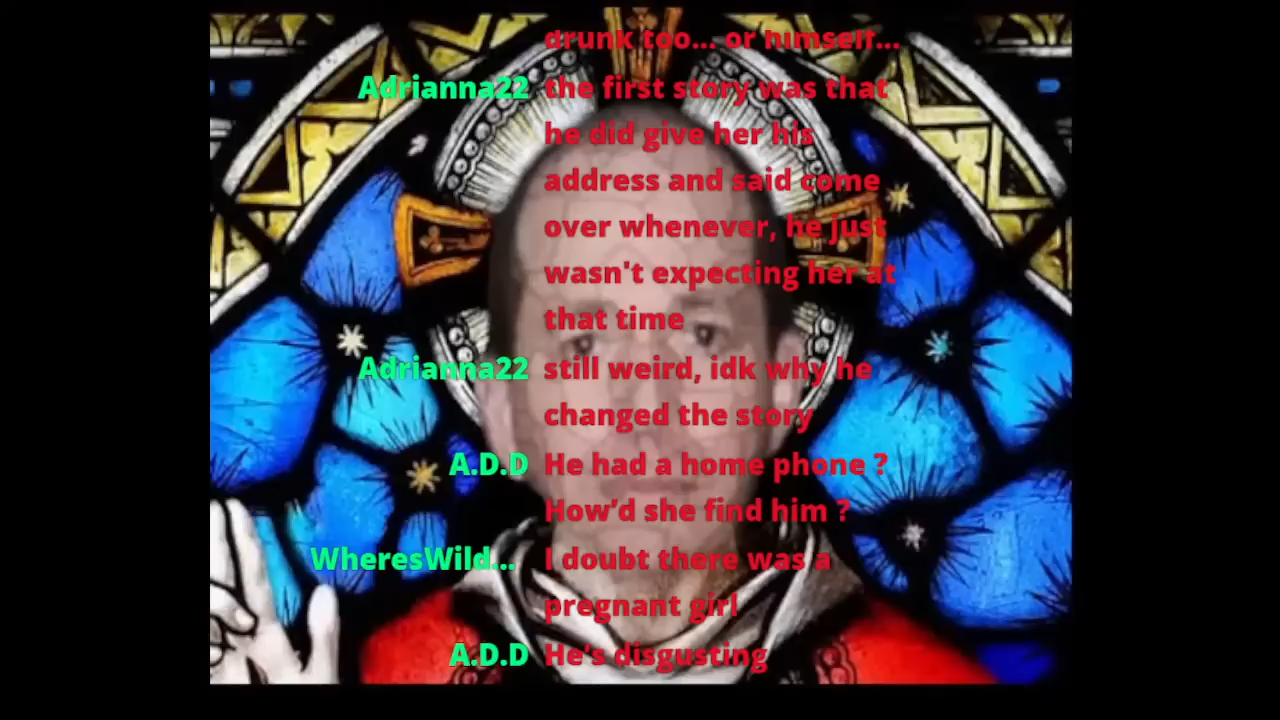 drunk too... or himself...
Adrianna22 the first story was that
he did give her his
address and said come
over whenever, he just
wasn't expecting her at
that time
Adrianna22 still weird, idk why he
changed the story
A.D.D He had a home phone ?
How’d she find him ?
WheresWild... I doubt there was a
pregnant girl
A.D.D He’s disgusting